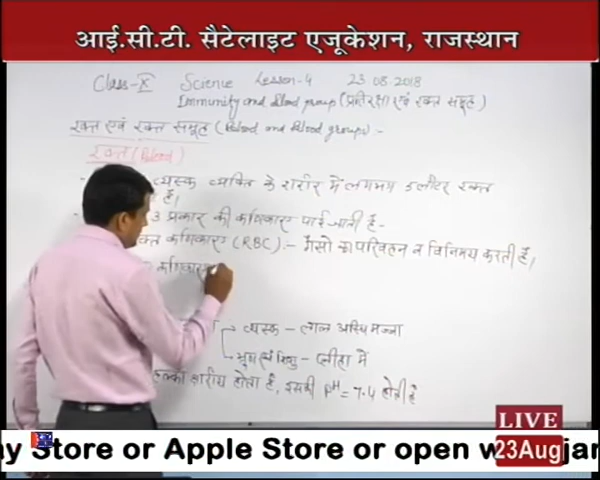 आई.सी.टी. सैटेलाइट एजूकेशन, राजस्थान
Class-X Science Lesson-4 23.08.2018
Immunity and Blood group (प्रतिरक्षा एवं रक्त समूह)
रक्त एवं रक्त समूह (Blood and Blood groups) :-
रक्त (Blood)
व्यस्क व्यक्ति के शरीर में लगभग 5 लीटर रक्त
है।
3 प्रकार की कणिकाएं पाई जाती है-
कणिकाएं (RBC) :- गैसों का परिवहन व विनिमय करती हैं।
व्यस्क - लाल अस्थि मज्जा
भ्रूण एवं शिशु - प्लीहा में
हल्का क्षारीय होता है, इसकी PH = 7.4 होती है
LIVE
Store or Apple Store or open
23Aug